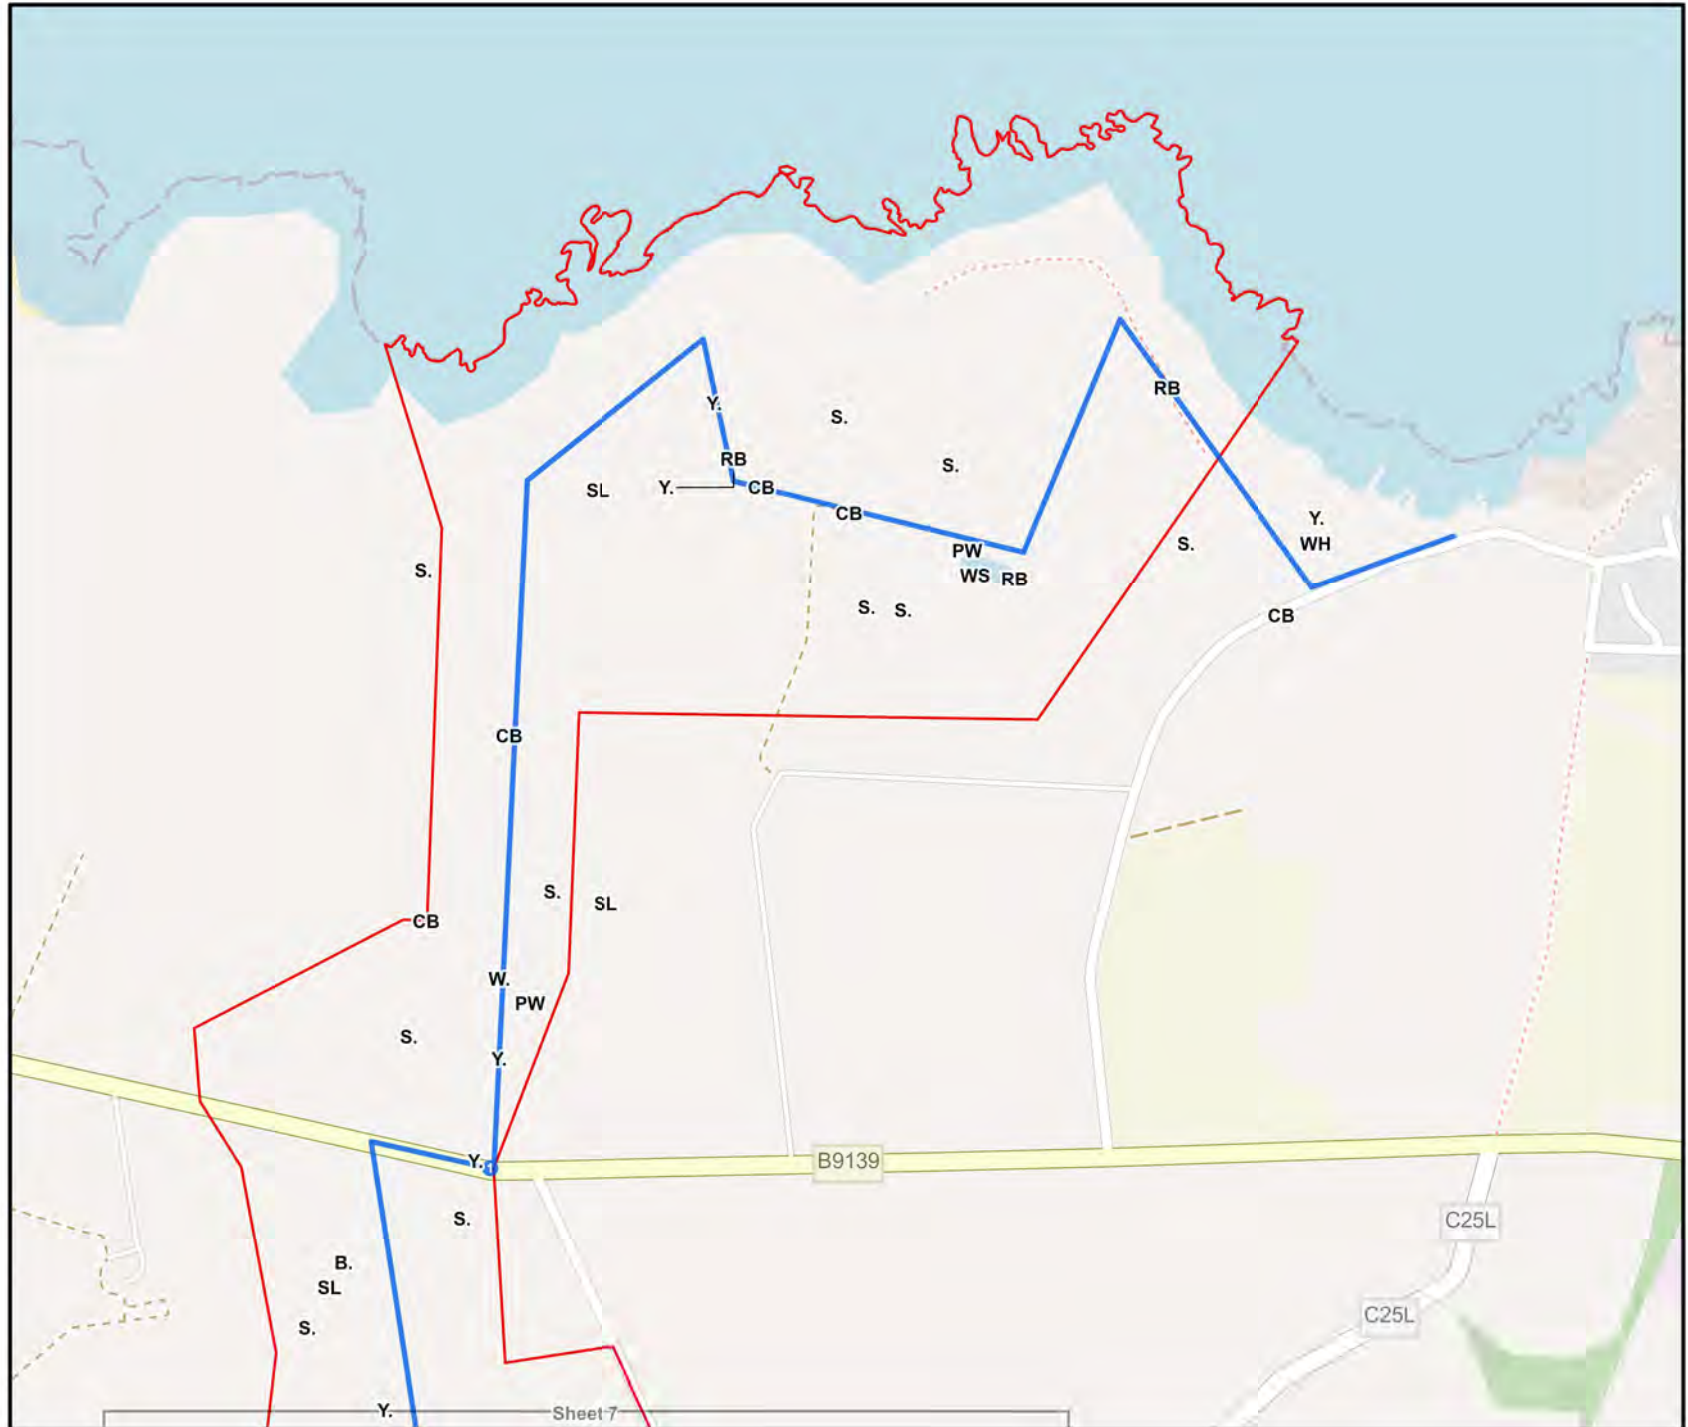 RB
Y.
S.
RB
S.
SL
Y.
CB
CB
Y.
WH
S.
PW
WS
RB
S.
S. S.
CB
CB
S.
SL
CB
W.
PW
S.
Y.
Y.
B9139
S.
C25L
B.
SL
C25L
S.
Y.
Sheet 7